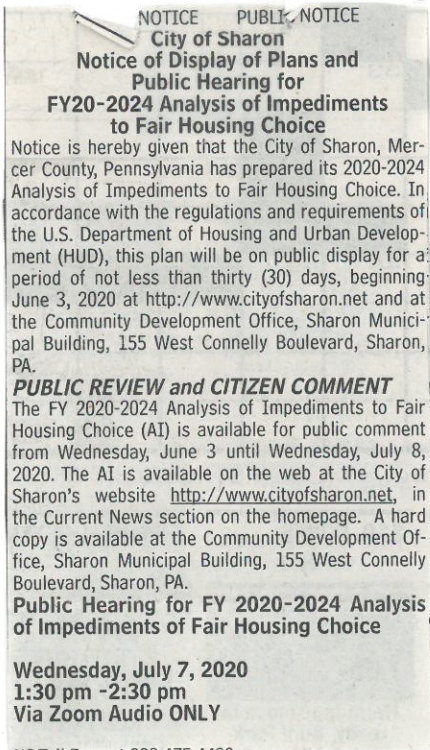 NOTICE PUBLIC NOTICE
City of Sharon
Notice of Display of Plans and
Public Hearing for
FY20-2024 Analysis of Impediments
to Fair Housing Choice
Notice is hereby given that the City of Sharon, Mer-
cer County, Pennsylvania has prepared its 2020-2024
Analysis of Impediments to Fair Housing Choice. In
accordance with the regulations and requirements of
the U.S. Department of Housing and Urban Develop-
ment (HUD), this plan will be on public display for a
period of not less than thirty (30) days, beginning
June 3, 2020 at http://www.cityofsharon.net and at
the Community Development Office, Sharon Munici-
pal Building, 155 West Connelly Boulevard, Sharon,
PA.
PUBLIC REVIEW and CITIZEN COMMENT
The FY 2020-2024 Analysis of Impediments to Fair
Housing Choice (AI) is available for public comment
from Wednesday, June 3 until Wednesday, July 8,
2020. The AI is available on the web at the City of
Sharon's website http://www.cityofsharon.net, in
the Current News section on the homepage. A hard
copy is available at the Community Development Of-
fice, Sharon Municipal Building, 155 West Connelly
Boulevard, Sharon, PA.
Public Hearing for FY 2020-2024 Analysis
of Impediments of Fair Housing Choice
Wednesday, July 7, 2020
1:30 pm -2:30 pm
Via Zoom Audio ONLY